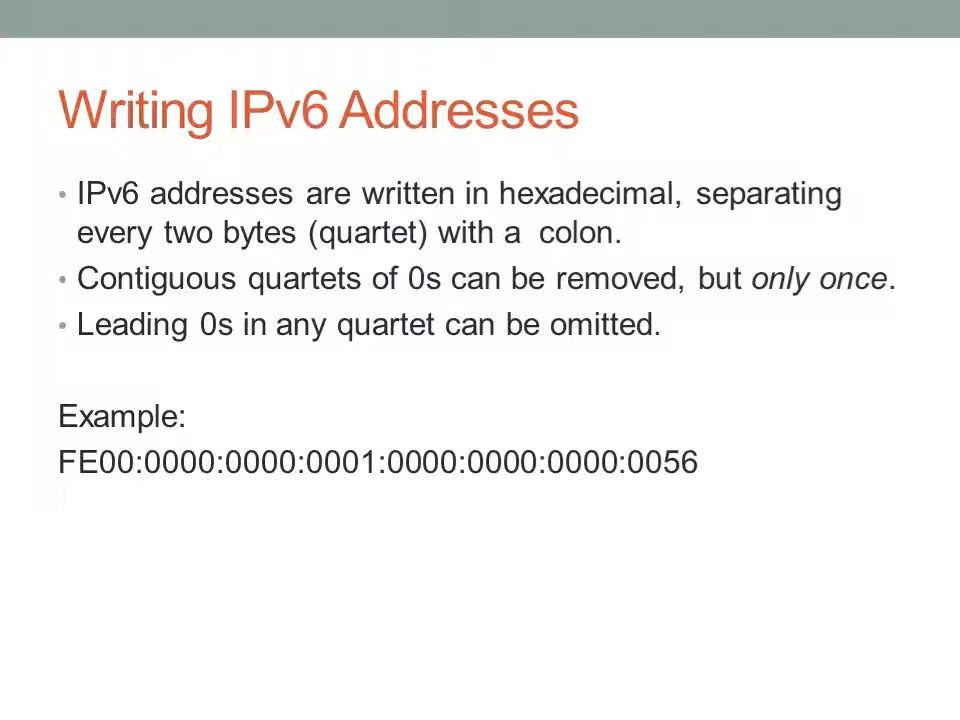 Writing IPv6 Addresses
• IPv6 addresses are written in hexadecimal, separating
every two bytes (quartet) with a colon.
• Contiguous quartets of 0s can be removed, but only once.
• Leading 0s in any quartet can be omitted.
Example:
FE00:0000:0000:0001:0000:0000:0000:0056